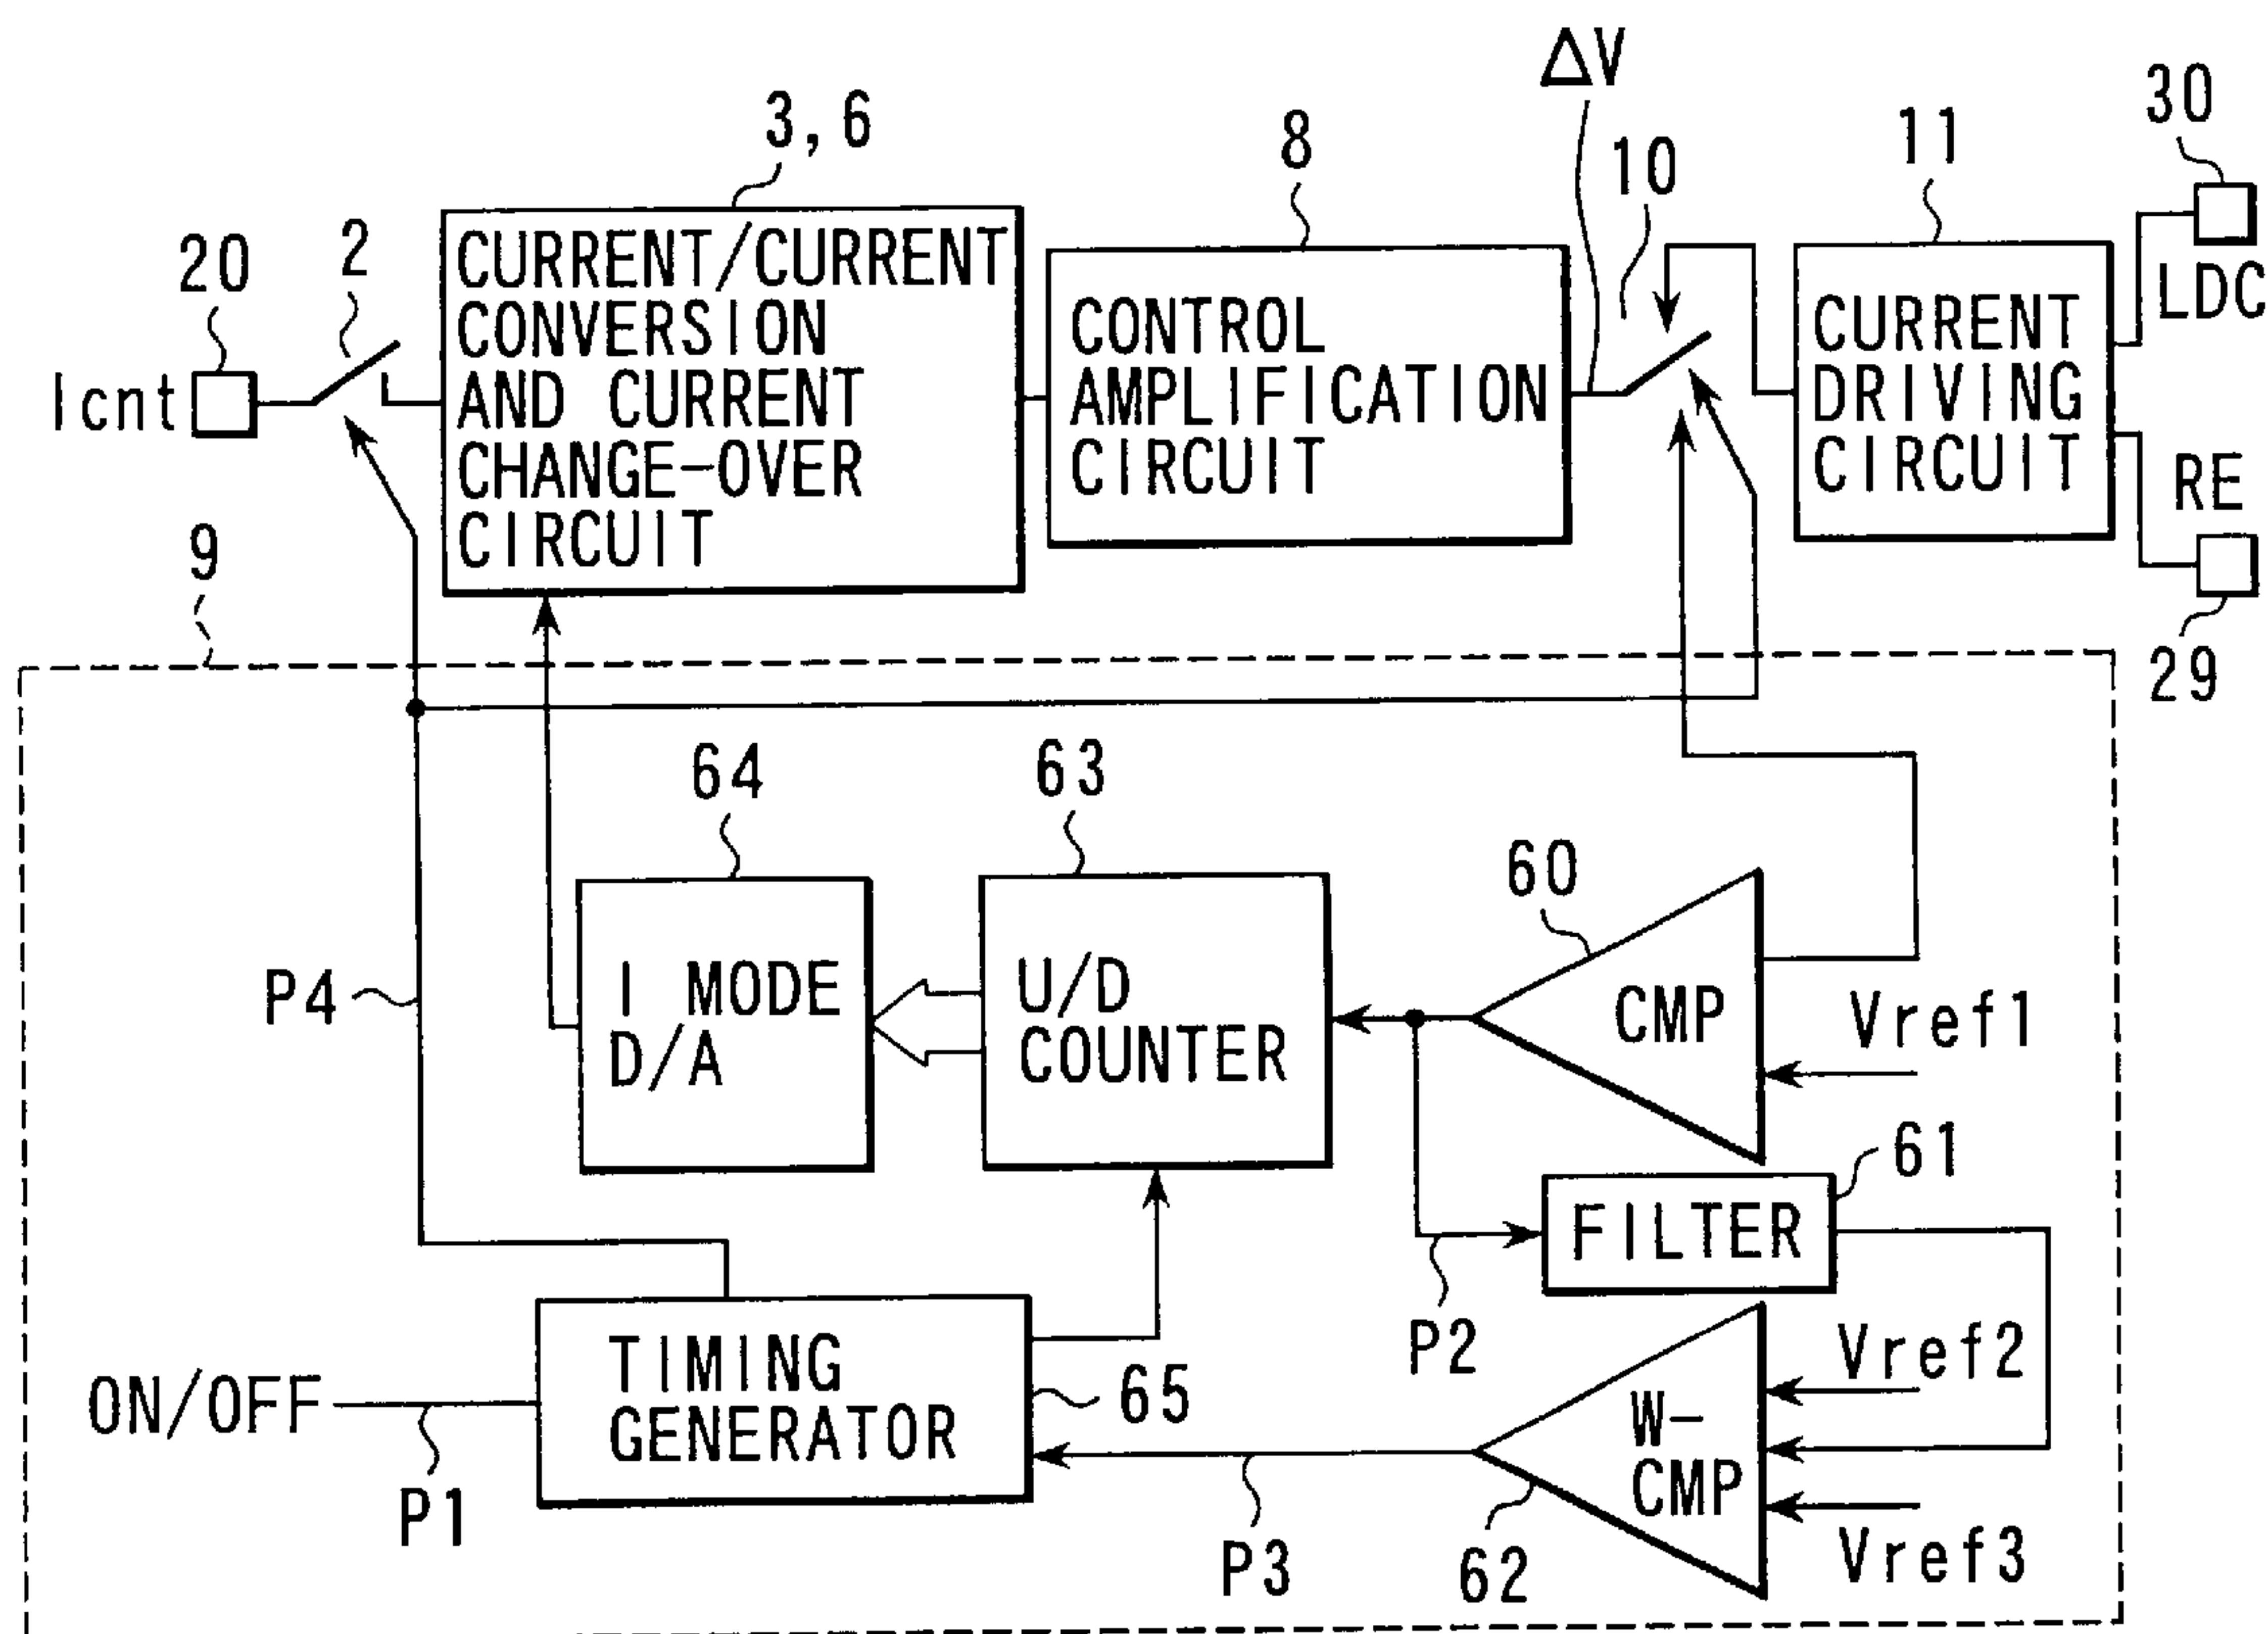 ΔV
30
3,6
8
10
11
20
2
CURRENT/CURRENT
CONVERSION
AND CURRENT
CHANGE-OVER
CIRCUIT
CONTROL
AMPLIFICATION
CIRCUIT
CURRENT
DRIVING
CIRCUIT
LDC
Icnt
RE
9
29
64
63
60
P4
I MODE
D/A
U/D
COUNTER
CMP
Vref1
61
FILTER
P2
Vref2
ON/OFF
TIMING
GENERATOR
65
W-
CMP
P1
P3
62
Vref3